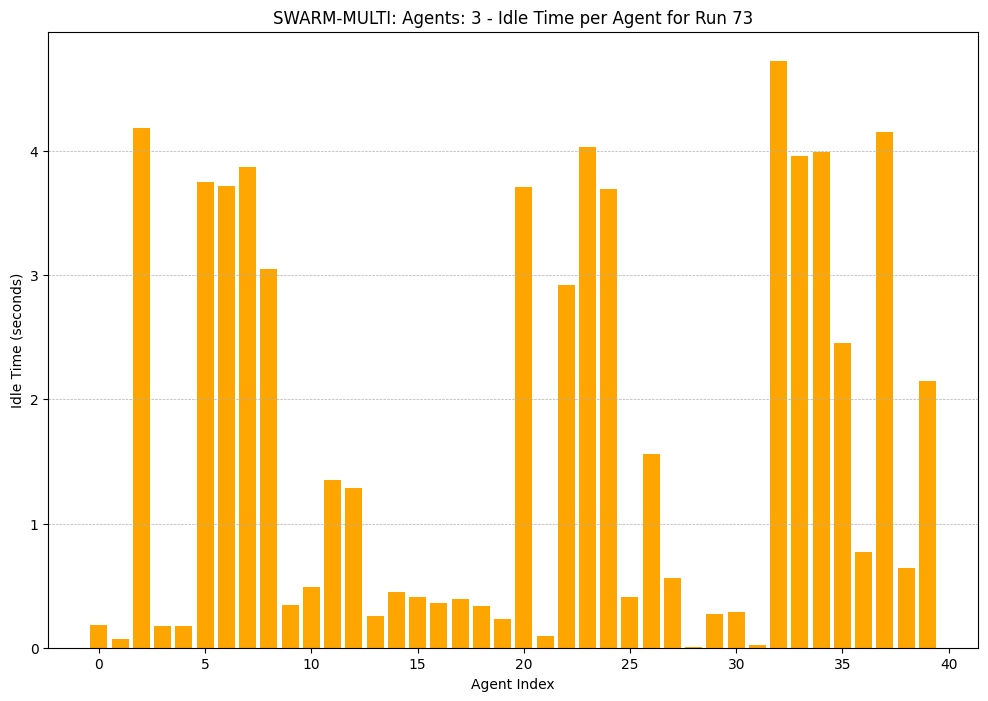 SWARM-MULTI: Agents: 3 - Idle Time per Agent for Run 73
Idle Time (seconds)
4
3
2
1
0
0 5 10 15 20 25 30 35 40
Agent Index